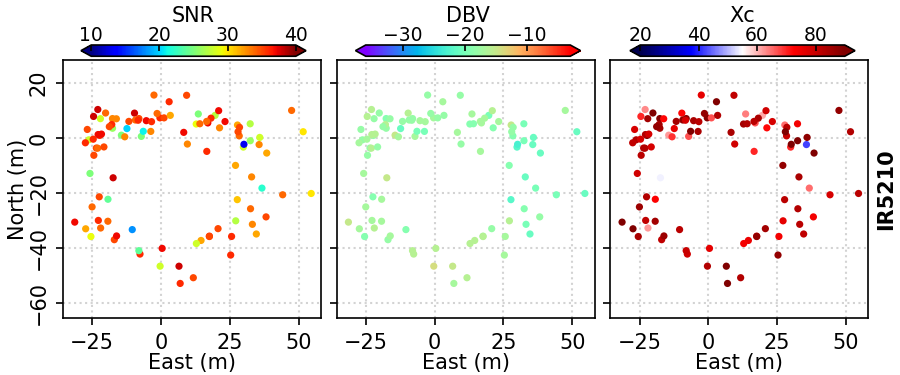 SNR DBV Xc
10 20 30 40 −30 −20 −10 20 40 60 80
20
0
−20
−40
−60
North (m)
IR5210
−25 0 25 50 −25 0 25 50 −25 0 25 50
East (m) East (m) East (m)